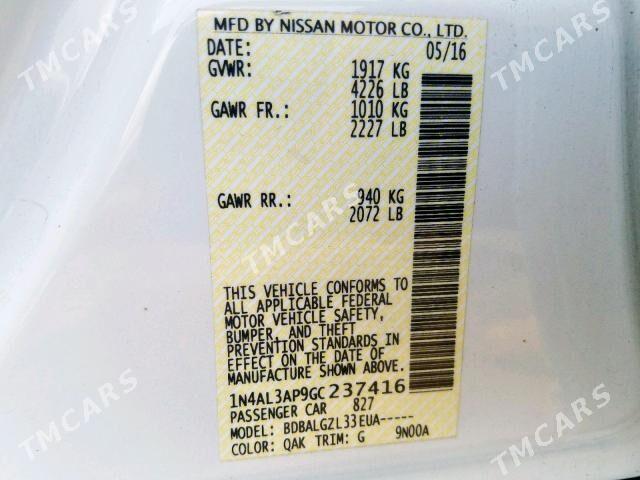 MFD BY NISSAN MOTOR CO., LTD.
DATE: 05/16
GVWR: 1917 KG
4226 LB
GAWR FR.: 1010 KG
2227 LB
GAWR RR.: 940 KG
2072 LB
THIS VEHICLE CONFORMS TO
ALL APPLICABLE FEDERAL
MOTOR VEHICLE SAFETY,
BUMPER, AND THEFT
PREVENTION STANDARDS IN
EFFECT ON THE DATE OF
MANUFACTURE SHOWN ABOVE.
1N4AL3AP9GC237416
PASSENGER CAR 827
MODEL: BDBALGZL33EUA-----
COLOR: QAK TRIM: G 9N00A
TMCARS
TMCARS
TMCARS
TMCARS
TMCARS
TMCARS
TMCARS